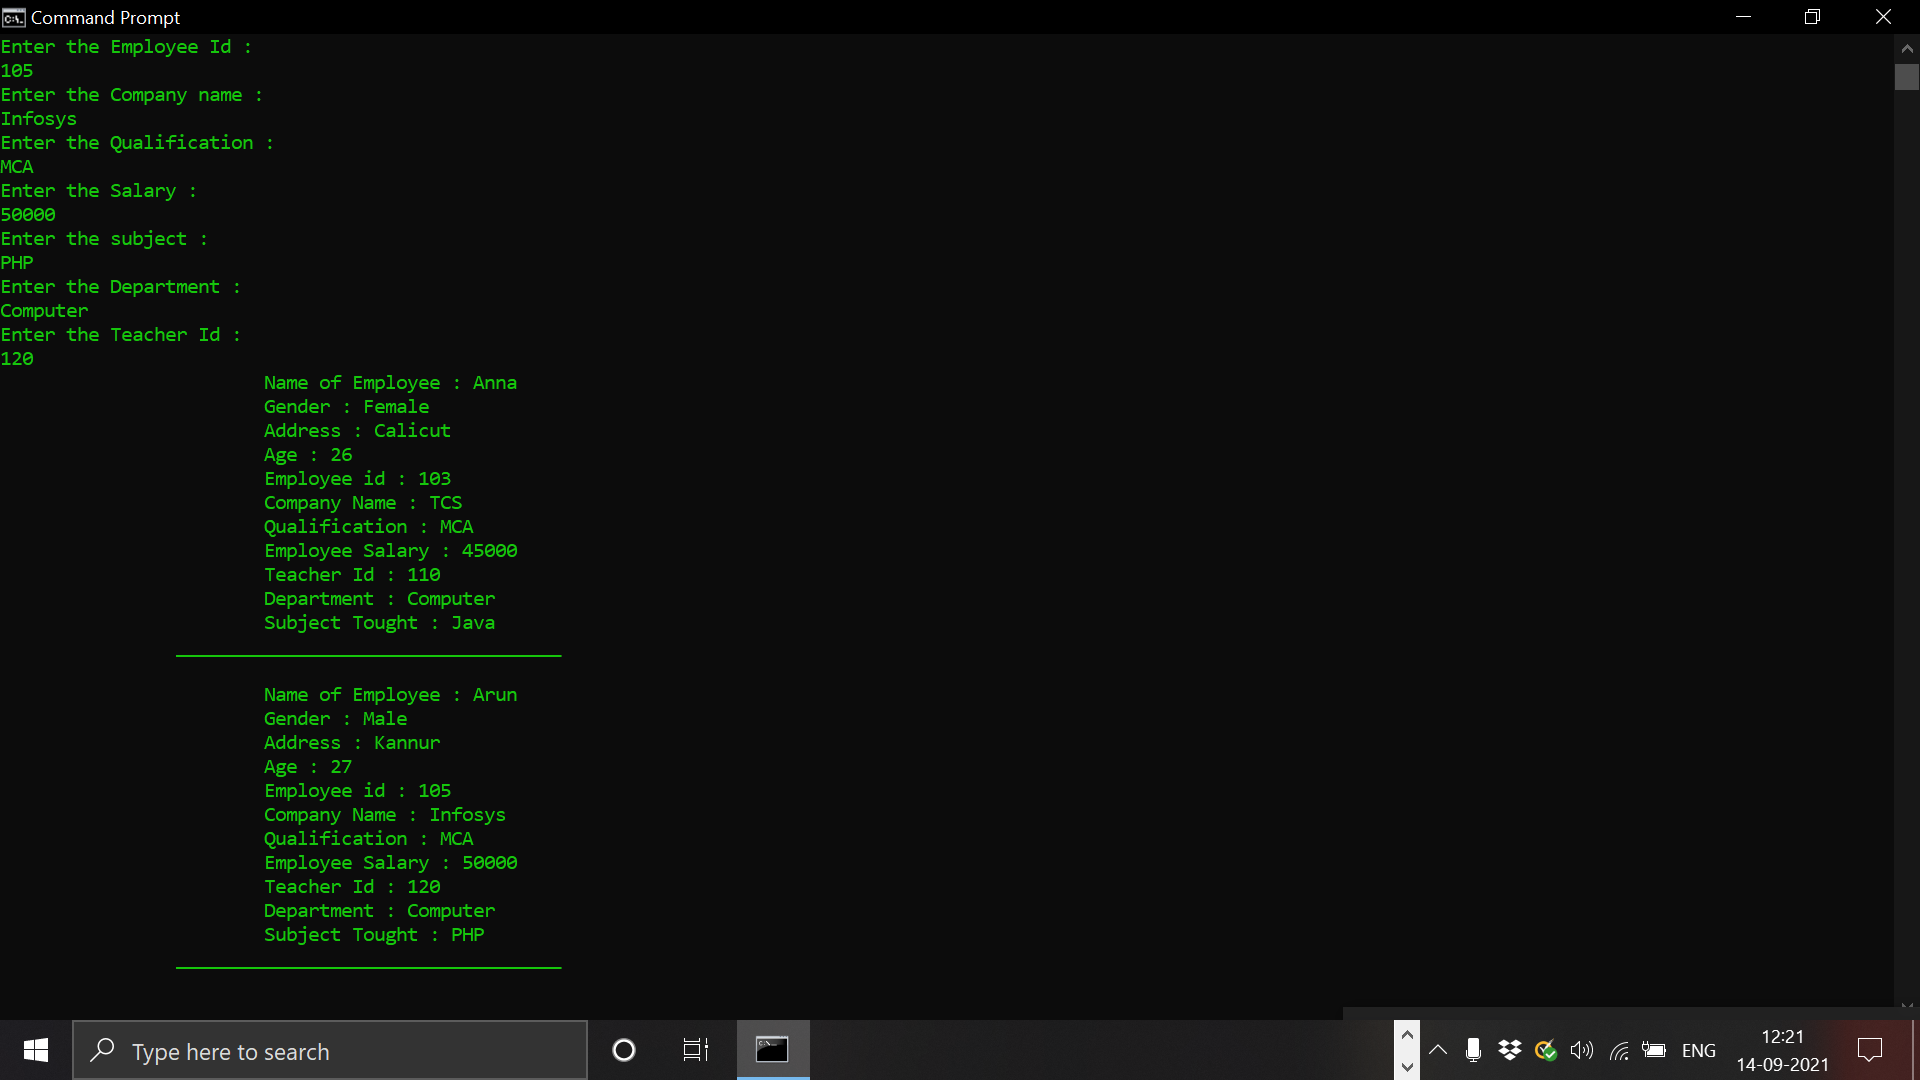 Command Prompt
Enter the Employee Id :
105
Enter the Company name :
Infosys
Enter the Qualification :
MCA
Enter the Salary :
50000
Enter the subject :
PHP
Enter the Department :
Computer
Enter the Teacher Id :
120
Name of Employee : Anna
Gender : Female
Address : Calicut
Age : 26
Employee id : 103
Company Name : TCS
Qualification : MCA
Employee Salary : 45000
Teacher Id : 110
Department : Computer
Subject Tought : Java
Name of Employee : Arun
Gender : Male
Address : Kannur
Age : 27
Employee id : 105
Company Name : Infosys
Qualification : MCA
Employee Salary : 50000
Teacher Id : 120
Department : Computer
Subject Tought : PHP
Type here to search
ENG
12:21
14-09-2021